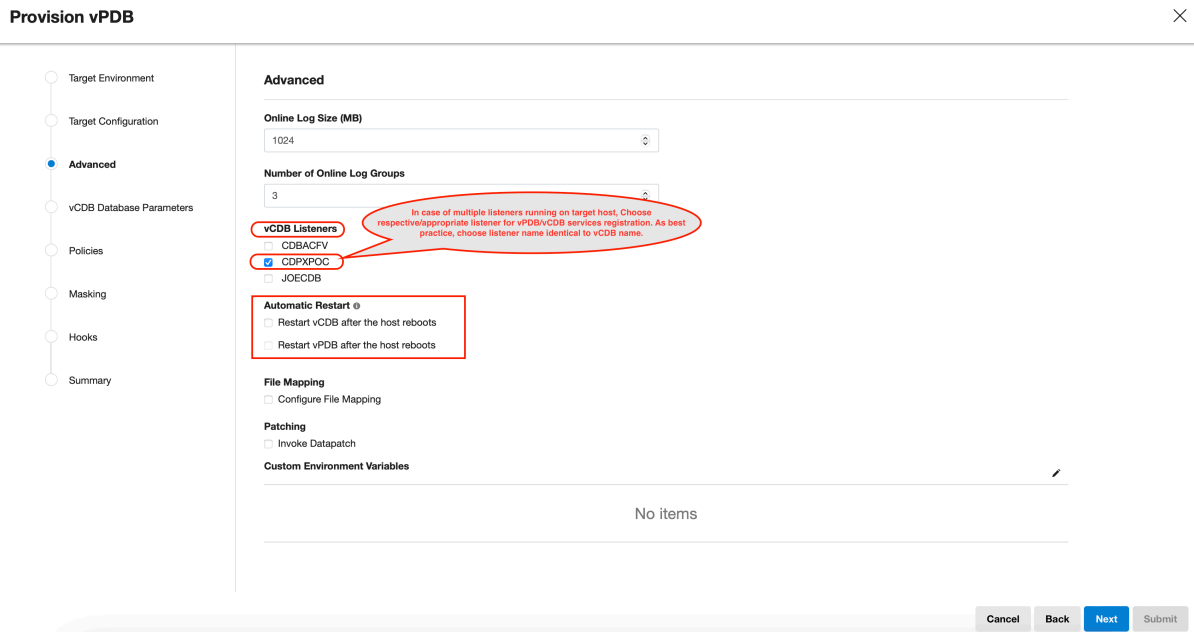 Provision vPDB
Target Environment
Target Configuration
Advanced
vCDB Database Parameters
Policies
Masking
Hooks
Summary
Advanced
Online Log Size (MB)
1024
Number of Online Log Groups
3
In case of multiple listeners running on target host, Choose
respective/appropriate listener for vPDB/vCDB services registration. As best
practice, choose listener name identical to vCDB name.
vCDB Listeners
CDBACFV
CDPXPOC
JOECDB
Automatic Restart
Restart vCDB after the host reboots
Restart vPDB after the host reboots
File Mapping
Configure File Mapping
Patching
Invoke Datapatch
Custom Environment Variables
No items
Cancel
Back
Next
Submit